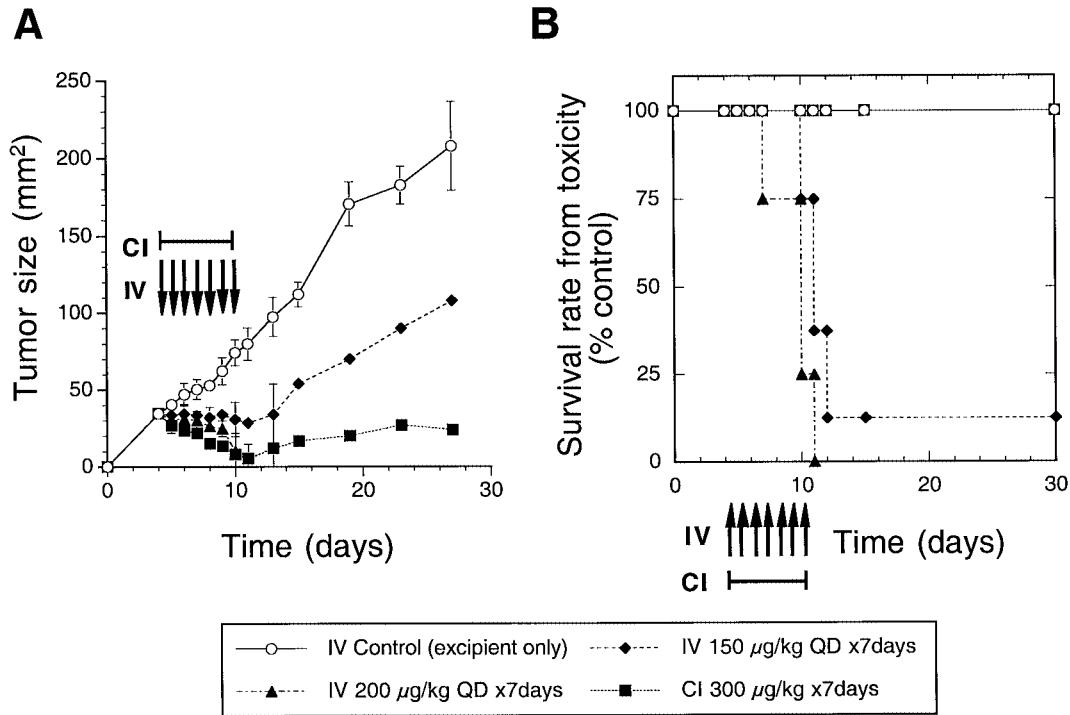 A
B
250
200
150
100
50
0
Tumor size (mm²)
CI
IV
0 10 20 30
Time (days)
100
75
50
25
0
Survival rate from toxicity
(% control)
0 10 20 30
IV
Time (days)
CI
IV Control (excipient only)
IV 150 µg/kg QD x7days
IV 200 µg/kg QD x7days
CI 300 µg/kg x7days